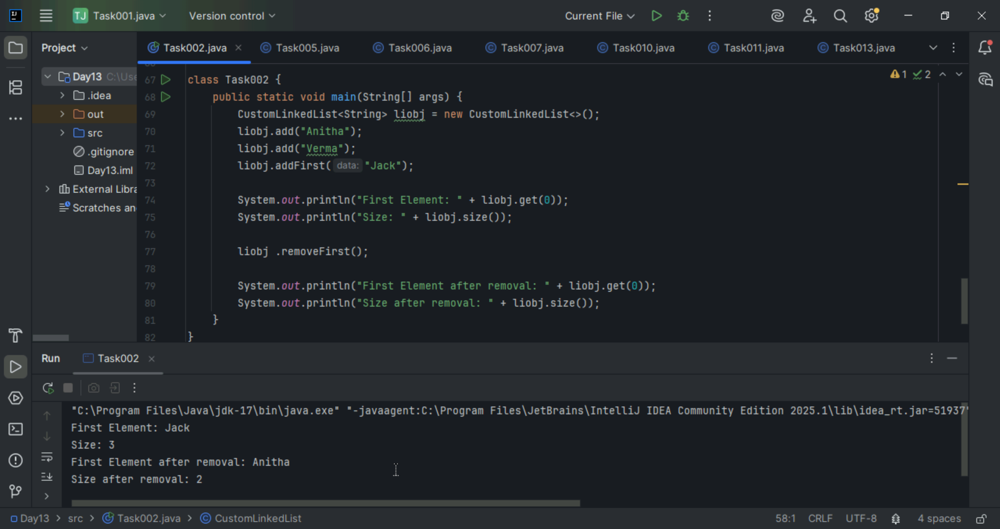 TJ Task001.java Version control Current File
Project
Task002.java Task005.java Task006.java Task007.java Task010.java Task011.java Task013.java
Day13 C:\Use
.idea
out
src
.gitignore
Day13.iml
External Libra
Scratches an
1 2
67 class Task002 {
68 public static void main(String[] args) {
69 CustomLinkedList<String> liobj = new CustomLinkedList<>();
70 liobj.add("Anitha");
71 liobj.add("Verma");
72 liobj.addFirst( data: "Jack");
73
74 System.out.println("First Element: " + liobj.get(0));
75 System.out.println("Size: " + liobj.size());
76
77 liobj .removeFirst();
78
79 System.out.println("First Element after removal: " + liobj.get(0));
80 System.out.println("Size after removal: " + liobj.size());
81 }
82 }
Run Task002
"C:\Program Files\Java\jdk-17\bin\java.exe" "-javaagent:C:\Program Files\JetBrains\IntelliJ IDEA Community Edition 2025.1\lib\idea_rt.jar=51937"
First Element: Jack
Size: 3
First Element after removal: Anitha
Size after removal: 2
Day13 > src > Task002.java > CustomLinkedList 58:1 CRLF UTF-8 4 spaces